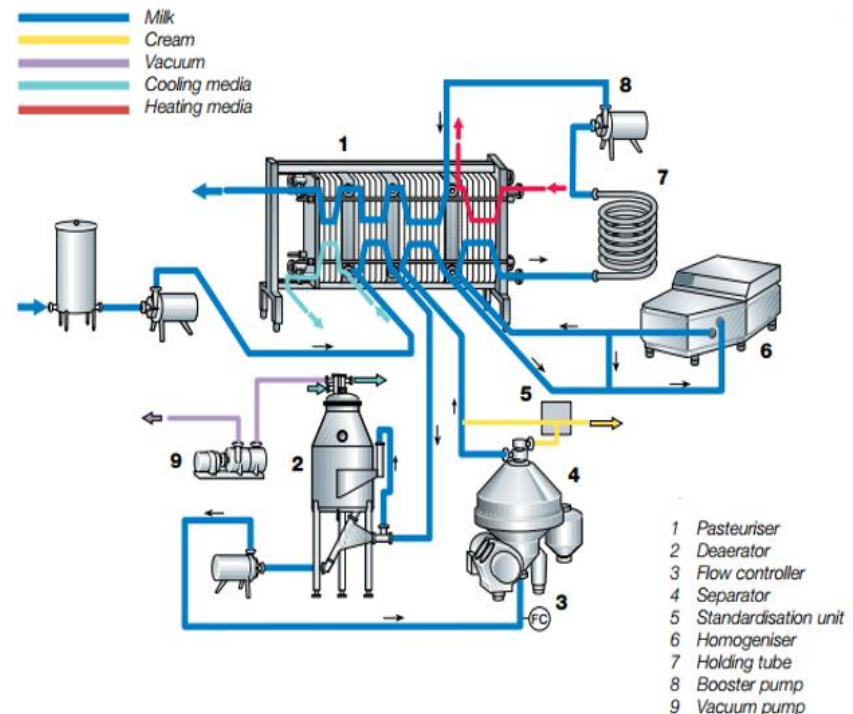 Milk
Cream
Vacuum
Cooling media
Heating media
1
8
7
6
5
2
9
4
3
FC
1 Pasteuriser
2 Deaerator
3 Flow controller
4 Separator
5 Standardisation unit
6 Homogeniser
7 Holding tube
8 Booster pump
9 Vacuum pump